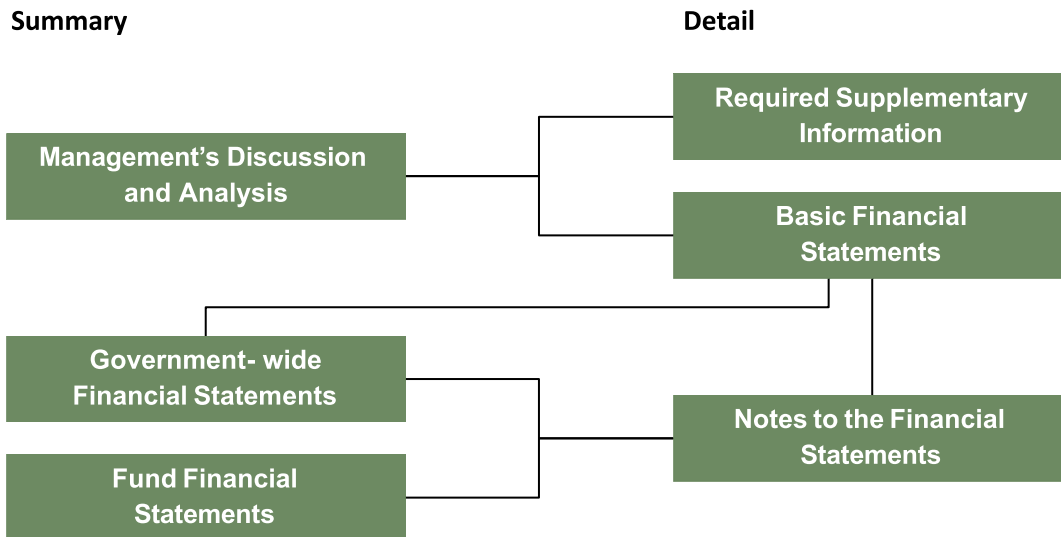 Summary
Detail
Required Supplementary
Information
Management’s Discussion
and Analysis
Basic Financial
Statements
Government- wide
Financial Statements
Notes to the Financial
Statements
Fund Financial
Statements